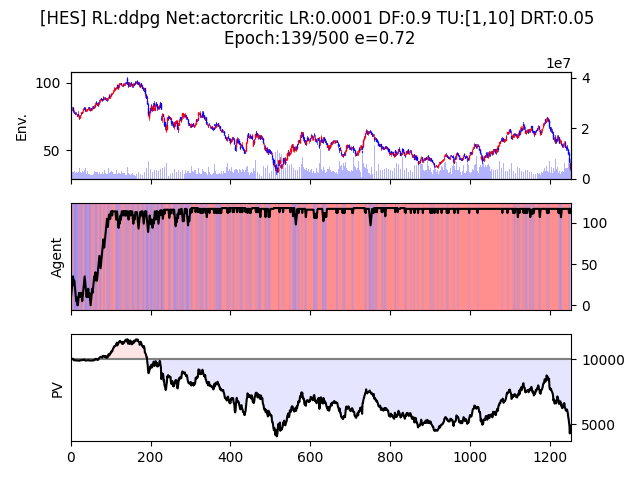 [HES] RL:ddpg Net:actorcritic LR:0.0001 DF:0.9 TU:[1,10] DRT:0.05
Epoch:139/500 e=0.72
1e7
100
50
Env.
4
2
0
Agent
100
50
0
PV
10000
5000
0
200
400
600
800
1000
1200